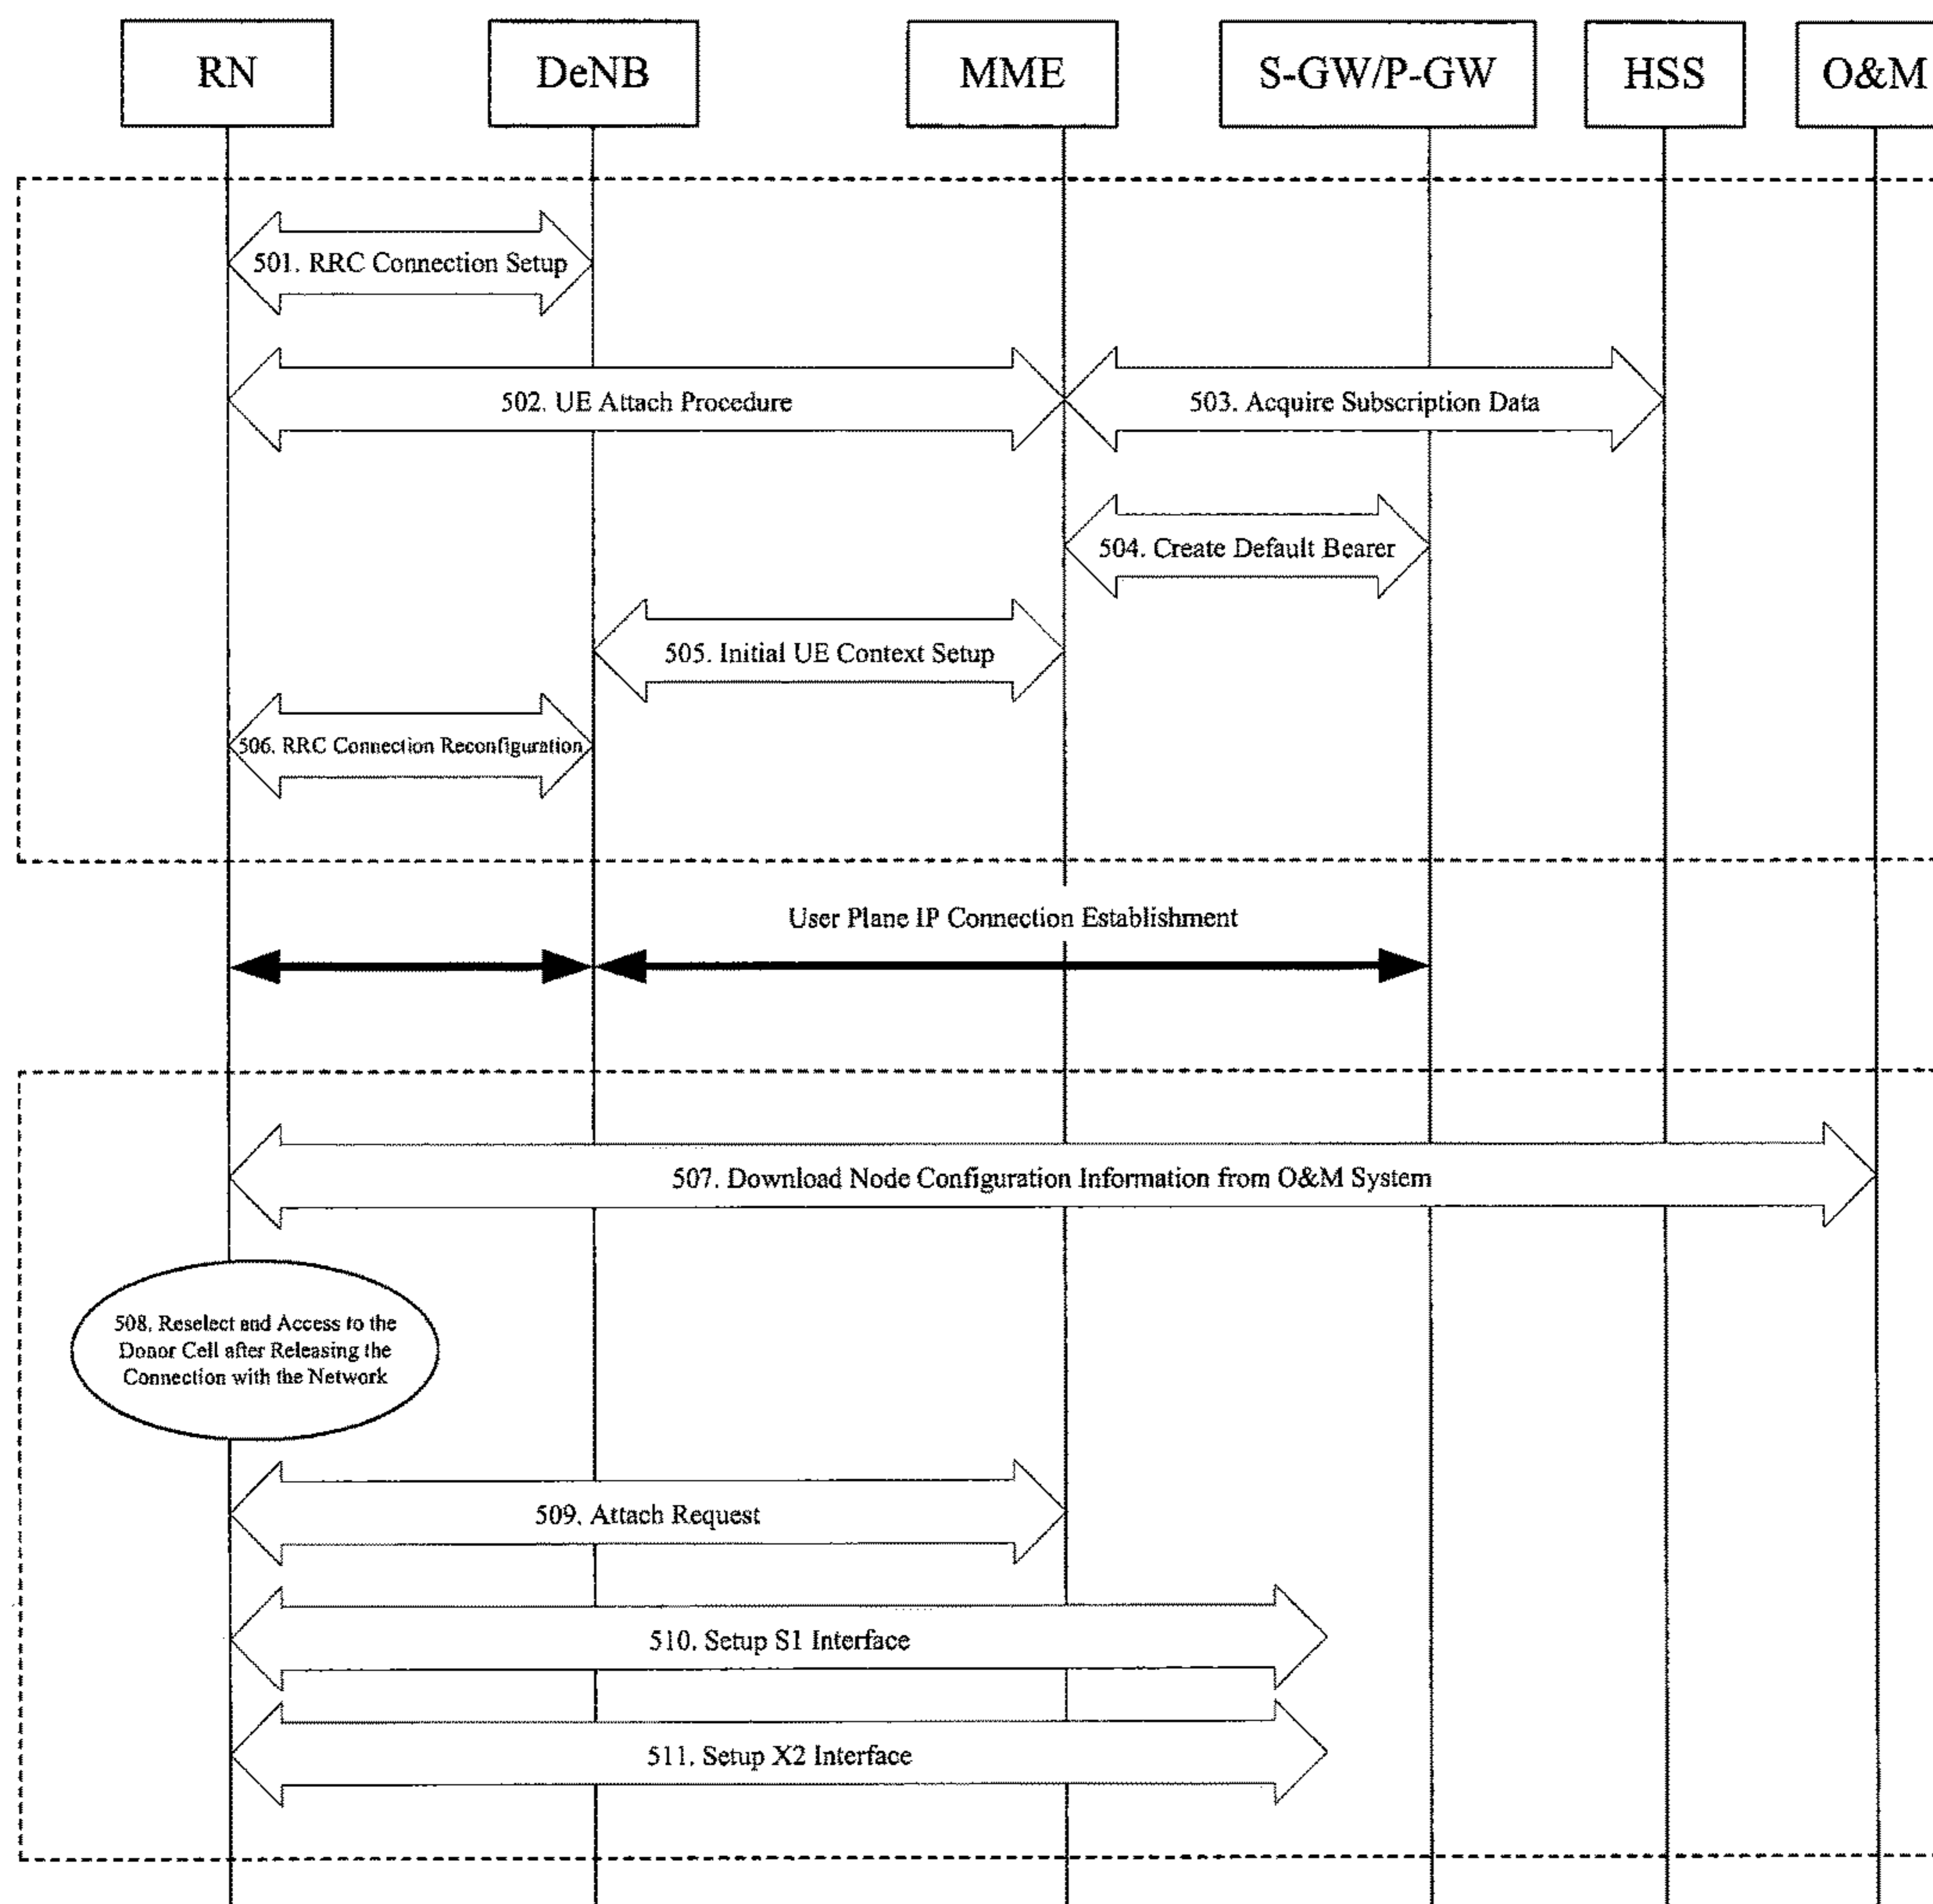 RN
DeNB
MME
S-GW/P-GW
HSS
O&M
501. RRC Connection Setup
502. UE Attach Procedure
503. Acquire Subscription Data
504. Create Default Bearer
505. Initial UE Context Setup
506. RRC Connection Reconfiguration
User Plane IP Connection Establishment
507. Download Node Configuration Information from O&M System
508. Reselect and Access to the
Donor Cell after Releasing the
Connection with the Network
509. Attach Request
510. Setup S1 Interface
511. Setup X2 Interface